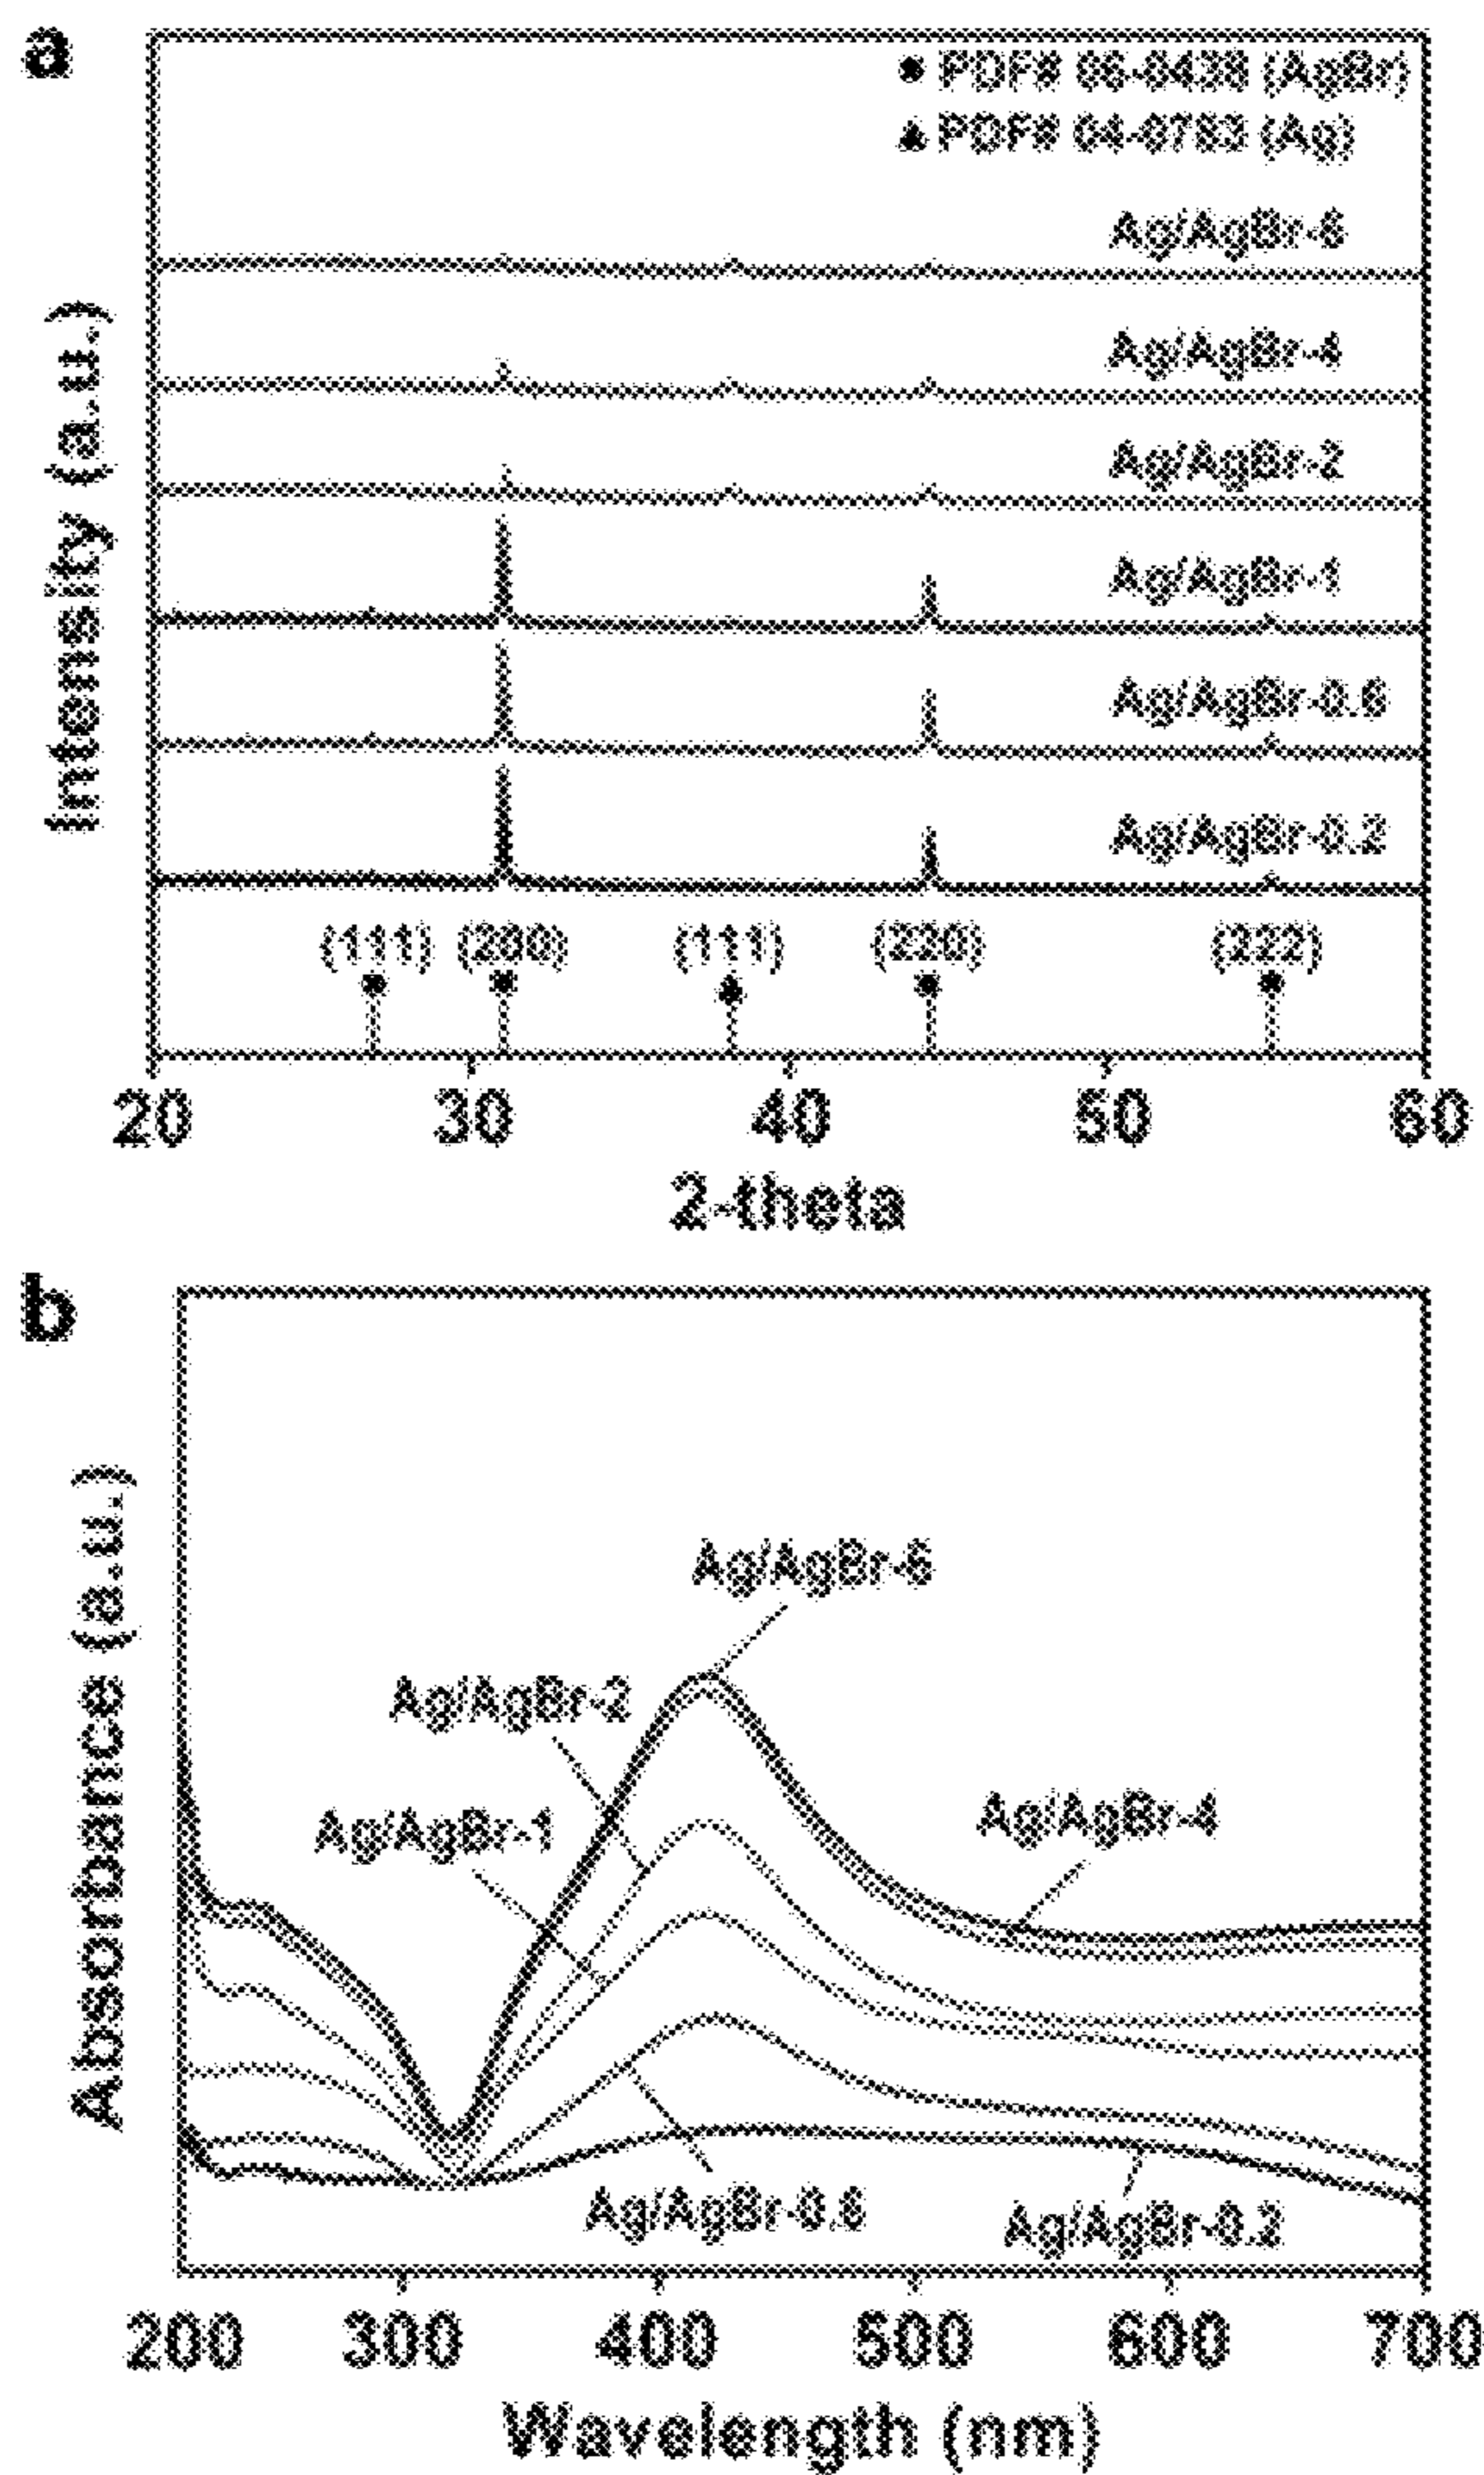 a
PDF# 06-0438 (AgBr)
PDF# 04-0783 (Ag)
Ag/AgBr-6
Ag/AgBr-4
Ag/AgBr-2
Ag/AgBr-1
Ag/AgBr-0.6
Ag/AgBr-0.2
Intensity (a.u.)
(111) (200) (111) (220) (222)
20 30 40 50 60
2-theta
b
Ag/AgBr-6
Ag/AgBr-2
Ag/AgBr-1
Ag/AgBr-4
Ag/AgBr-0.6
Ag/AgBr-0.2
Absorbance (a.u.)
200 300 400 500 600 700
Wavelength (nm)